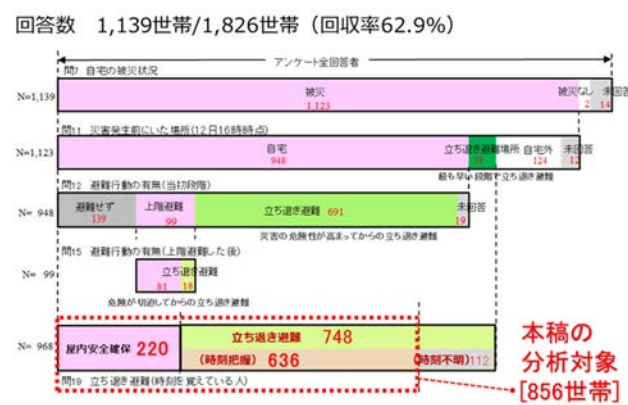 回答数 1,139世帯/1,826世帯（回収率62.9%）
アンケート全回答者
問7 自宅の被災状況
N=1,139
被災
1,123
被災なし
2
未回答
14
問11 災害発生前にいた場所(12日16時時点)
N=1,123
自宅
948
立ち退き避難場所
39
自宅外
124
未回答
12
最も早い段階で立ち退き避難
問12 避難行動の有無(当初段階)
N= 948
避難せず
139
上階避難
99
立ち退き避難 691
未回答
19
災害の危険性が高まってからの立ち退き避難
問15 避難行動の有無(上階避難した後)
N= 99
立ち退き避難
81
18
危険が切迫してからの立ち退き避難
N= 968
屋内安全確保 220
立ち退き避難 748
(時刻把握) 636
(時刻不明)112
問19 立ち退き避難(時刻を覚えている人)
本稿の
分析対象
[856世帯]